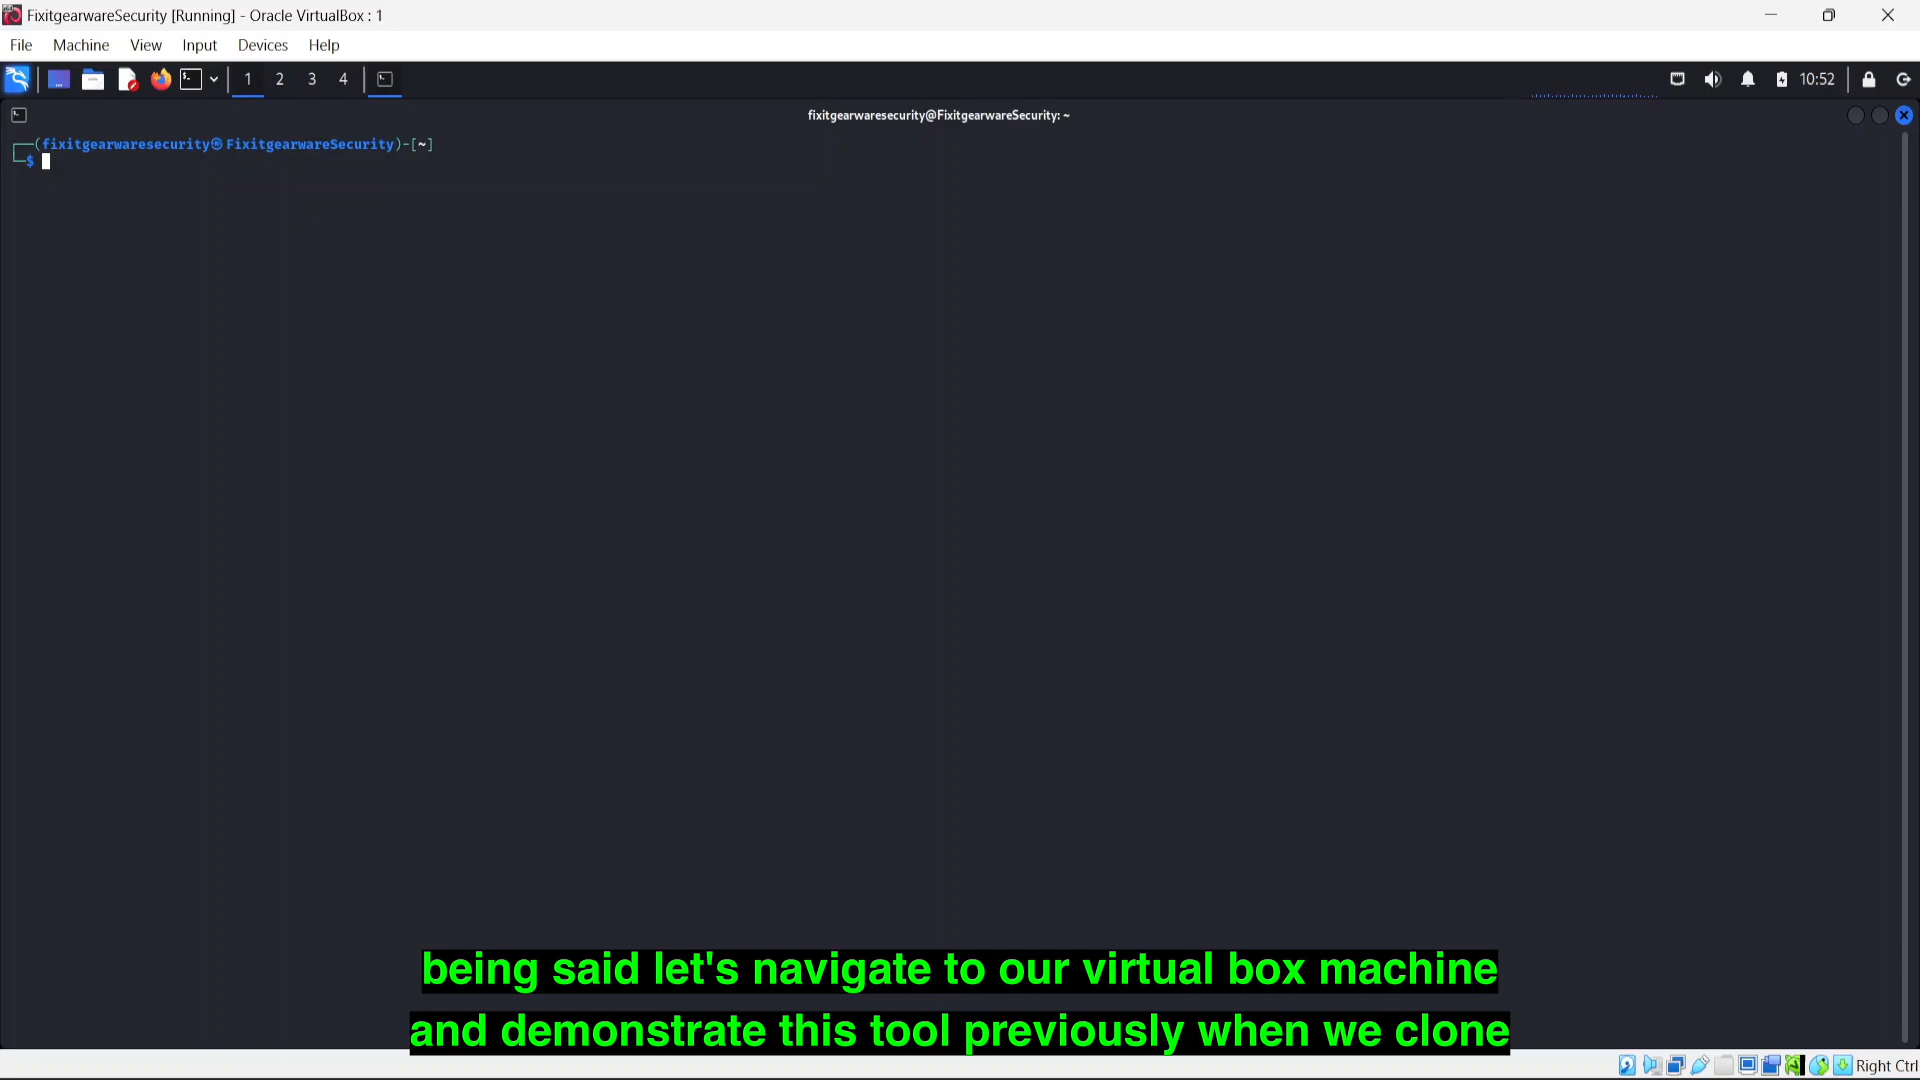 FixitgearwareSecurity [Running] - Oracle VirtualBox : 1
File Machine View Input Devices Help
1 2 3 4 10:52
fixitgearwaresecurity@FixitgearwareSecurity: ~
┌──(fixitgearwaresecurity㉿FixitgearwareSecurity)-[~]
└─$
being said let's navigate to our virtual box machine
and demonstrate this tool previously when we clone
Right Ctrl